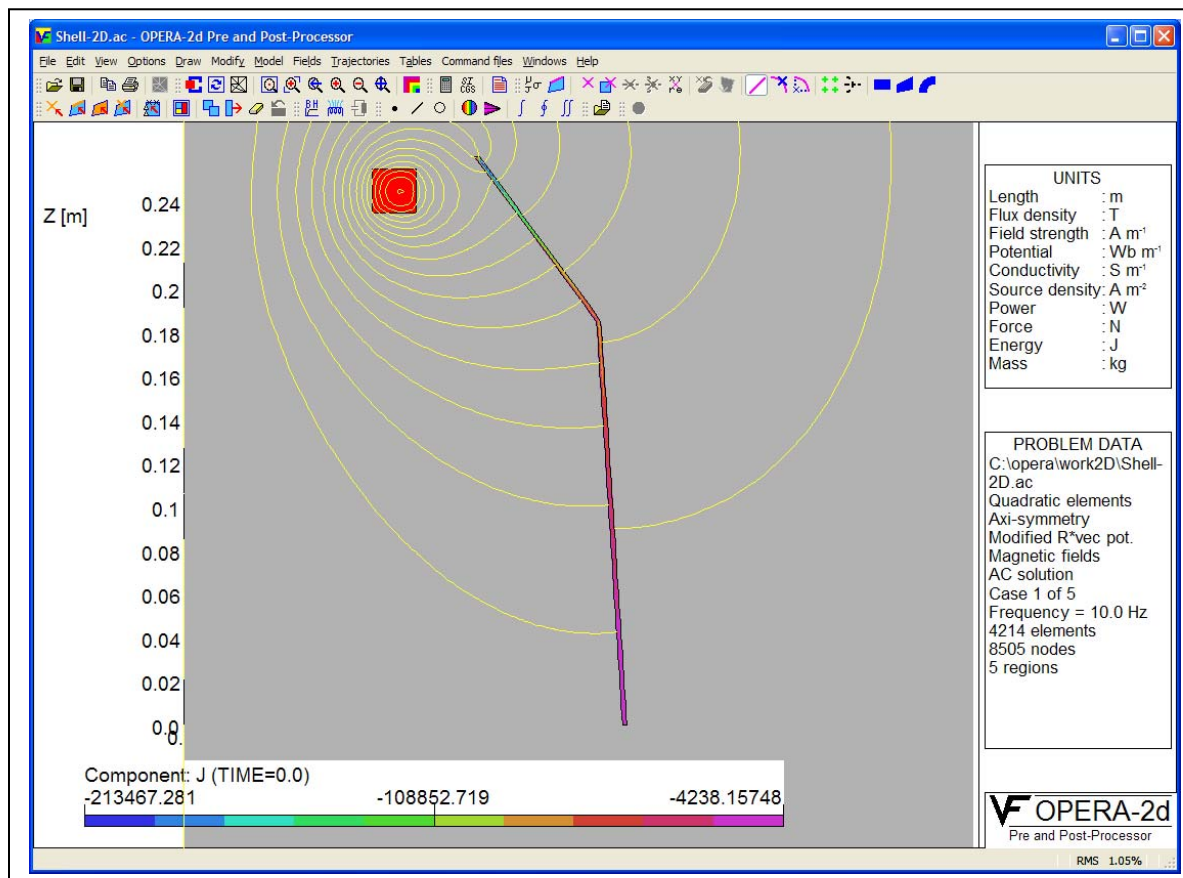 Shell-2D.ac - OPERA-2d Pre and Post-Processor
File Edit View Options Draw Modify Model Fields Trajectories Tables Command files Windows Help
Z [m]
0.24
0.22
0.2
0.18
0.16
0.14
0.12
0.1
0.08
0.06
0.04
0.02
0.0
0.
Component: J (TIME=0.0)
-213467.281 -108852.719 -4238.15748
UNITS
Length : m
Flux density : T
Field strength : A m⁻¹
Potential : Wb m⁻¹
Conductivity : S m⁻¹
Source density: A m⁻²
Power : W
Force : N
Energy : J
Mass : kg
PROBLEM DATA
C:\opera\work2D\Shell-
2D.ac
Quadratic elements
Axi-symmetry
Modified R*vec pot.
Magnetic fields
AC solution
Case 1 of 5
Frequency = 10.0 Hz
4214 elements
8505 nodes
5 regions
VF OPERA-2d
Pre and Post-Processor
RMS 1.05%